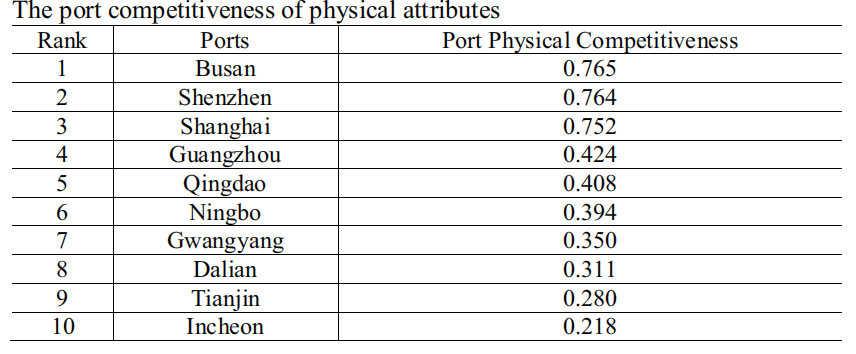 The port competitiveness of physical attributes
Rank Ports Port Physical Competitiveness
1 Busan 0.765
2 Shenzhen 0.764
3 Shanghai 0.752
4 Guangzhou 0.424
5 Qingdao 0.408
6 Ningbo 0.394
7 Gwangyang 0.350
8 Dalian 0.311
9 Tianjin 0.280
10 Incheon 0.218